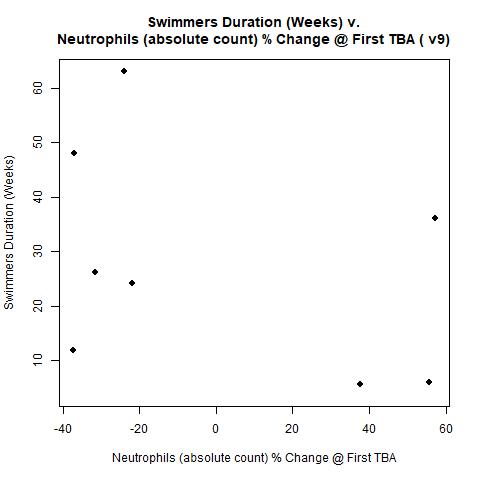 Swimmers Duration (Weeks) v.
Neutrophils (absolute count) % Change @ First TBA ( v9)
Swimmers Duration (Weeks)
60
50
40
30
20
10
-40 -20 0 20 40 60
Neutrophils (absolute count) % Change @ First TBA